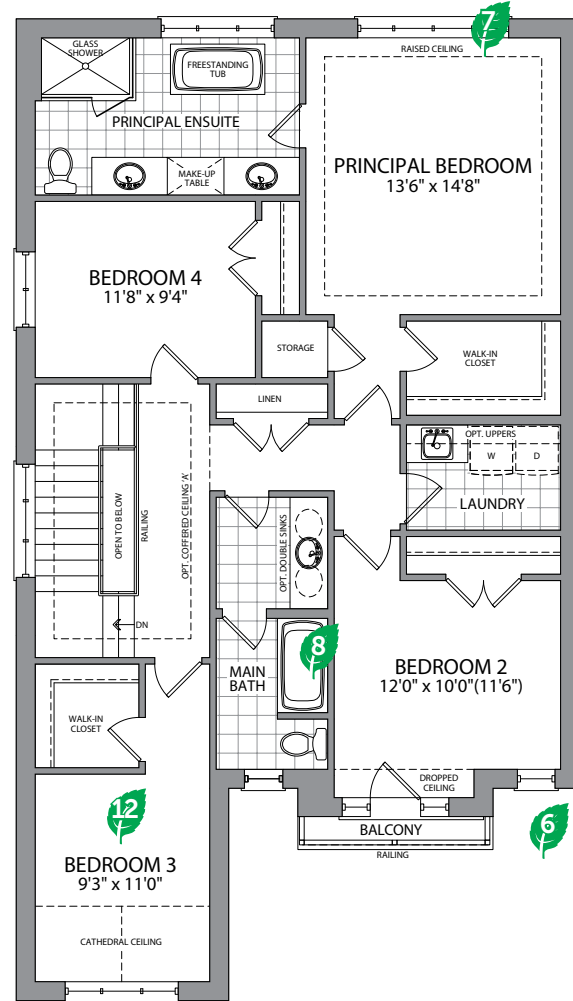 7
GLASS
SHOWER
FREESTANDING
TUB
RAISED CEILING
PRINCIPAL ENSUITE
MAKE-UP
TABLE
PRINCIPAL BEDROOM
13'6" x 14'8"
BEDROOM 4
11'8" x 9'4"
STORAGE
WALK-IN
CLOSET
LINEN
OPT. UPPERS
W
D
LAUNDRY
OPEN TO BELOW
RAILING
OPT. COFFERED CEILING 'A'
OPT. DOUBLE SINKS
DN
8
MAIN
BATH
BEDROOM 2
12'0" x 10'0"(11'6")
WALK-IN
CLOSET
DROPPED
CEILING
12
BALCONY
6
RAILING
BEDROOM 3
9'3" x 11'0"
CATHEDRAL CEILING